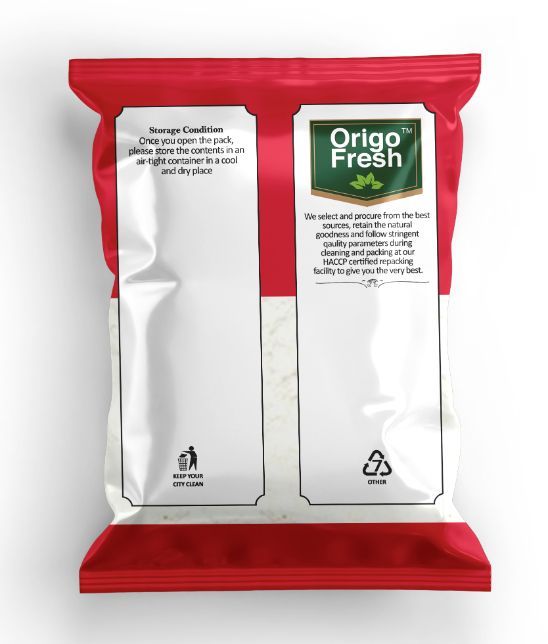 Storage Condition
Once you open the pack,
please store the contents in an
air-tight container in a cool
and dry place
KEEP YOUR
CITY CLEAN
Origo™
Fresh
We select and procure from the best
sources, retain the natural
goodness and follow stringent
qaulity parameters during
cleaning and packing at our
HACCP certified repacking
facility to give you the very best.
7
OTHER